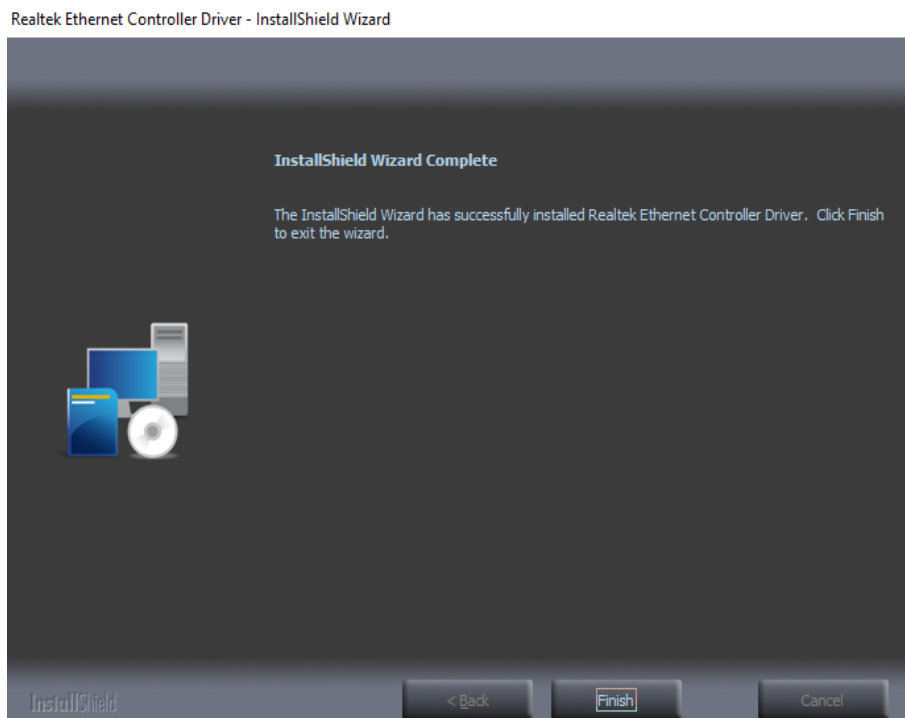 Realtek Ethernet Controller Driver - InstallShield Wizard
InstallShield Wizard Complete
The InstallShield Wizard has successfully installed Realtek Ethernet Controller Driver.  Click Finish
to exit the wizard.
InstallShield
< Back
Finish
Cancel